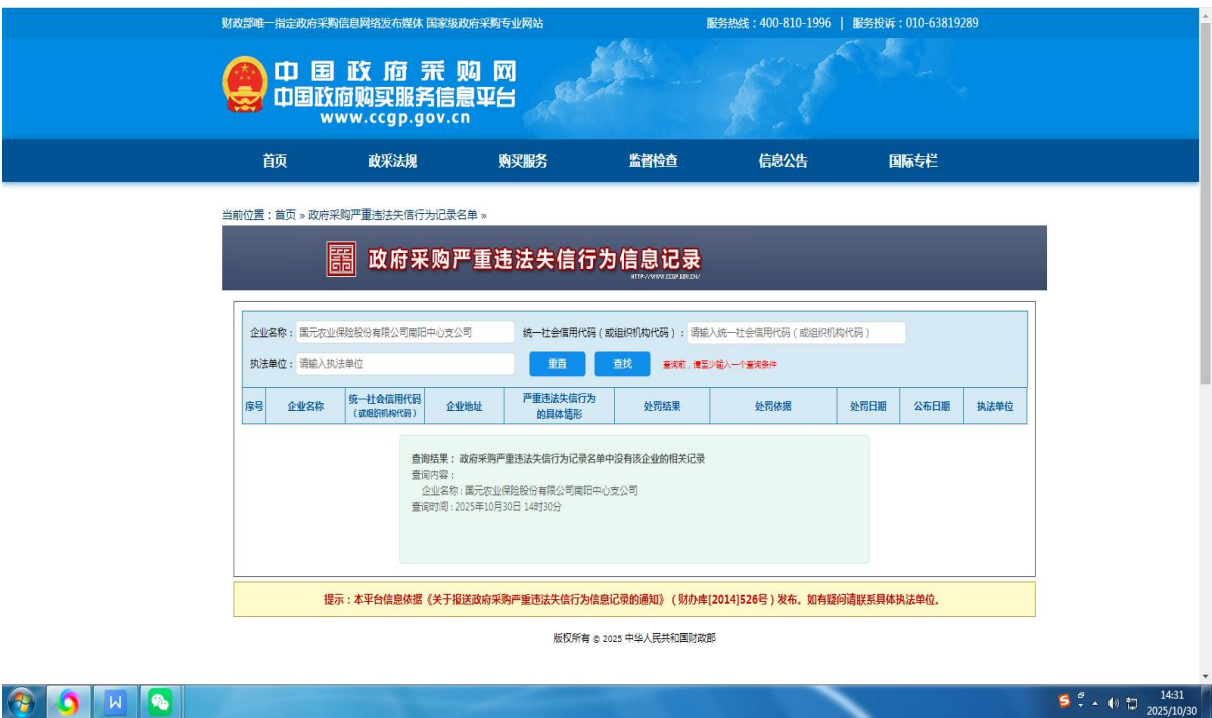 财政部唯一指定政府采购信息网络发布媒体 国家级政府采购专业网站
服务热线：400-810-1996 | 服务投诉：010-63819289
中国政府采购网
中国政府购买服务信息平台
www.ccgp.gov.cn
首页 政采法规 购买服务 监督检查 信息公告 国际专栏
当前位置：首页 » 政府采购严重违法失信行为记录名单 »
政府采购严重违法失信行为信息记录
HTTP://WWW.CCGP.GOV.CN/
企业名称：国元农业保险股份有限公司南阳中心支公司 统一社会信用代码（或组织机构代码）：请输入统一社会信用代码（或组织机构代码）
执法单位：请输入执法单位 重置 查找 查询前，请至少输入一个查询条件
序号 企业名称 统一社会信用代码（或组织机构代码） 企业地址 严重违法失信行为的具体情形 处罚结果 处罚依据 处罚日期 公布日期 执法单位
查询结果： 政府采购严重违法失信行为记录名单中没有该企业的相关记录
查询内容：
企业名称：国元农业保险股份有限公司南阳中心支公司
查询时间：2025年10月30日 14时30分
提示：本平台信息依据《关于报送政府采购严重违法失信行为信息记录的通知》（财办库[2014]526号）发布。如有疑问请联系具体执法单位。
版权所有 © 2025 中华人民共和国财政部
14:31
2025/10/30